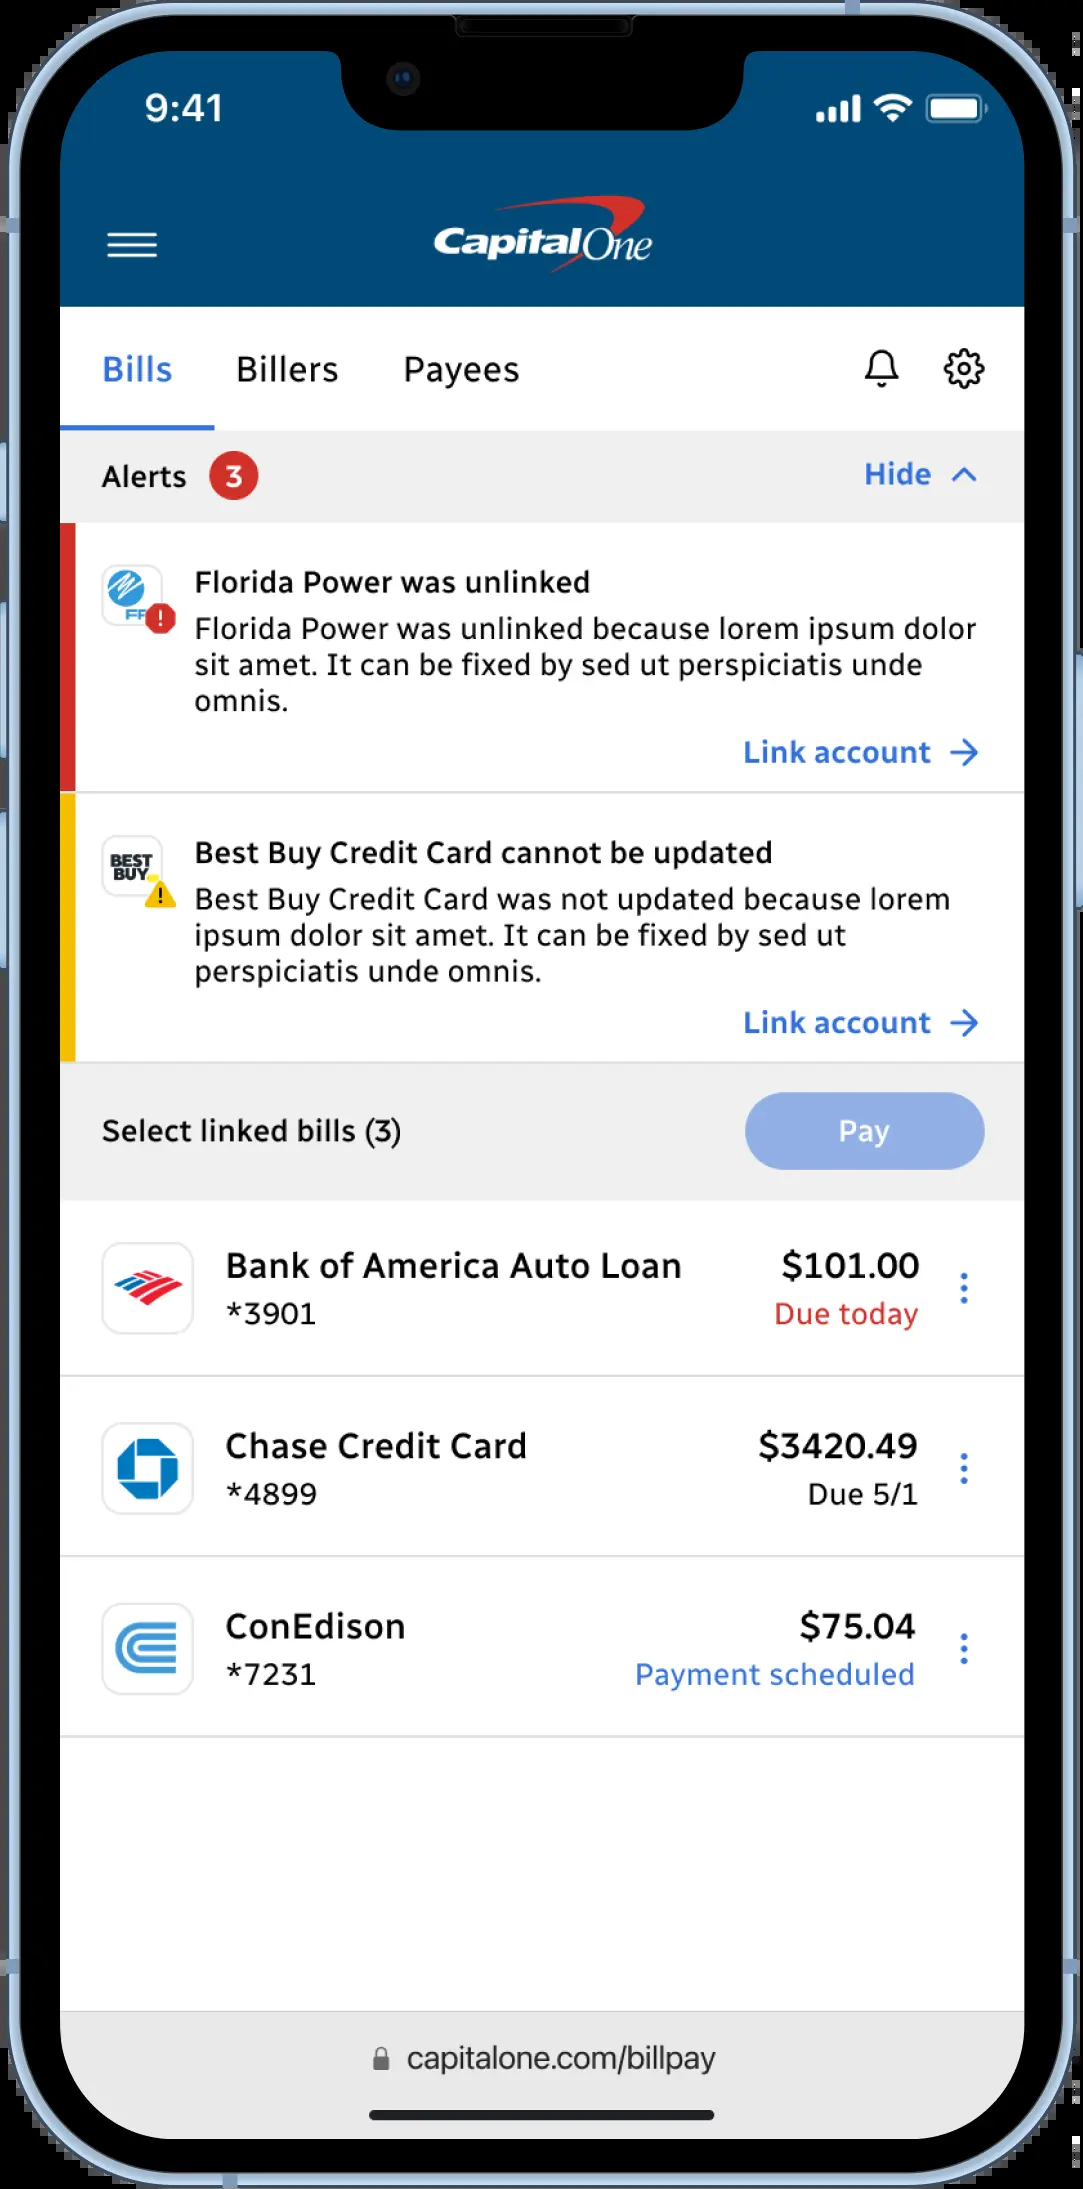 9:41
CapitalOne
Bills Billers Payees
Alerts 3 Hide
Florida Power was unlinked
Florida Power was unlinked because lorem ipsum dolor
sit amet. It can be fixed by sed ut perspiciatis unde
omnis.
Link account
BEST
BUY
Best Buy Credit Card cannot be updated
Best Buy Credit Card was not updated because lorem
ipsum dolor sit amet. It can be fixed by sed ut
perspiciatis unde omnis.
Link account
Select linked bills (3) Pay
Bank of America Auto Loan $101.00
*3901 Due today
Chase Credit Card $3420.49
*4899 Due 5/1
ConEdison $75.04
*7231 Payment scheduled
capitalone.com/billpay